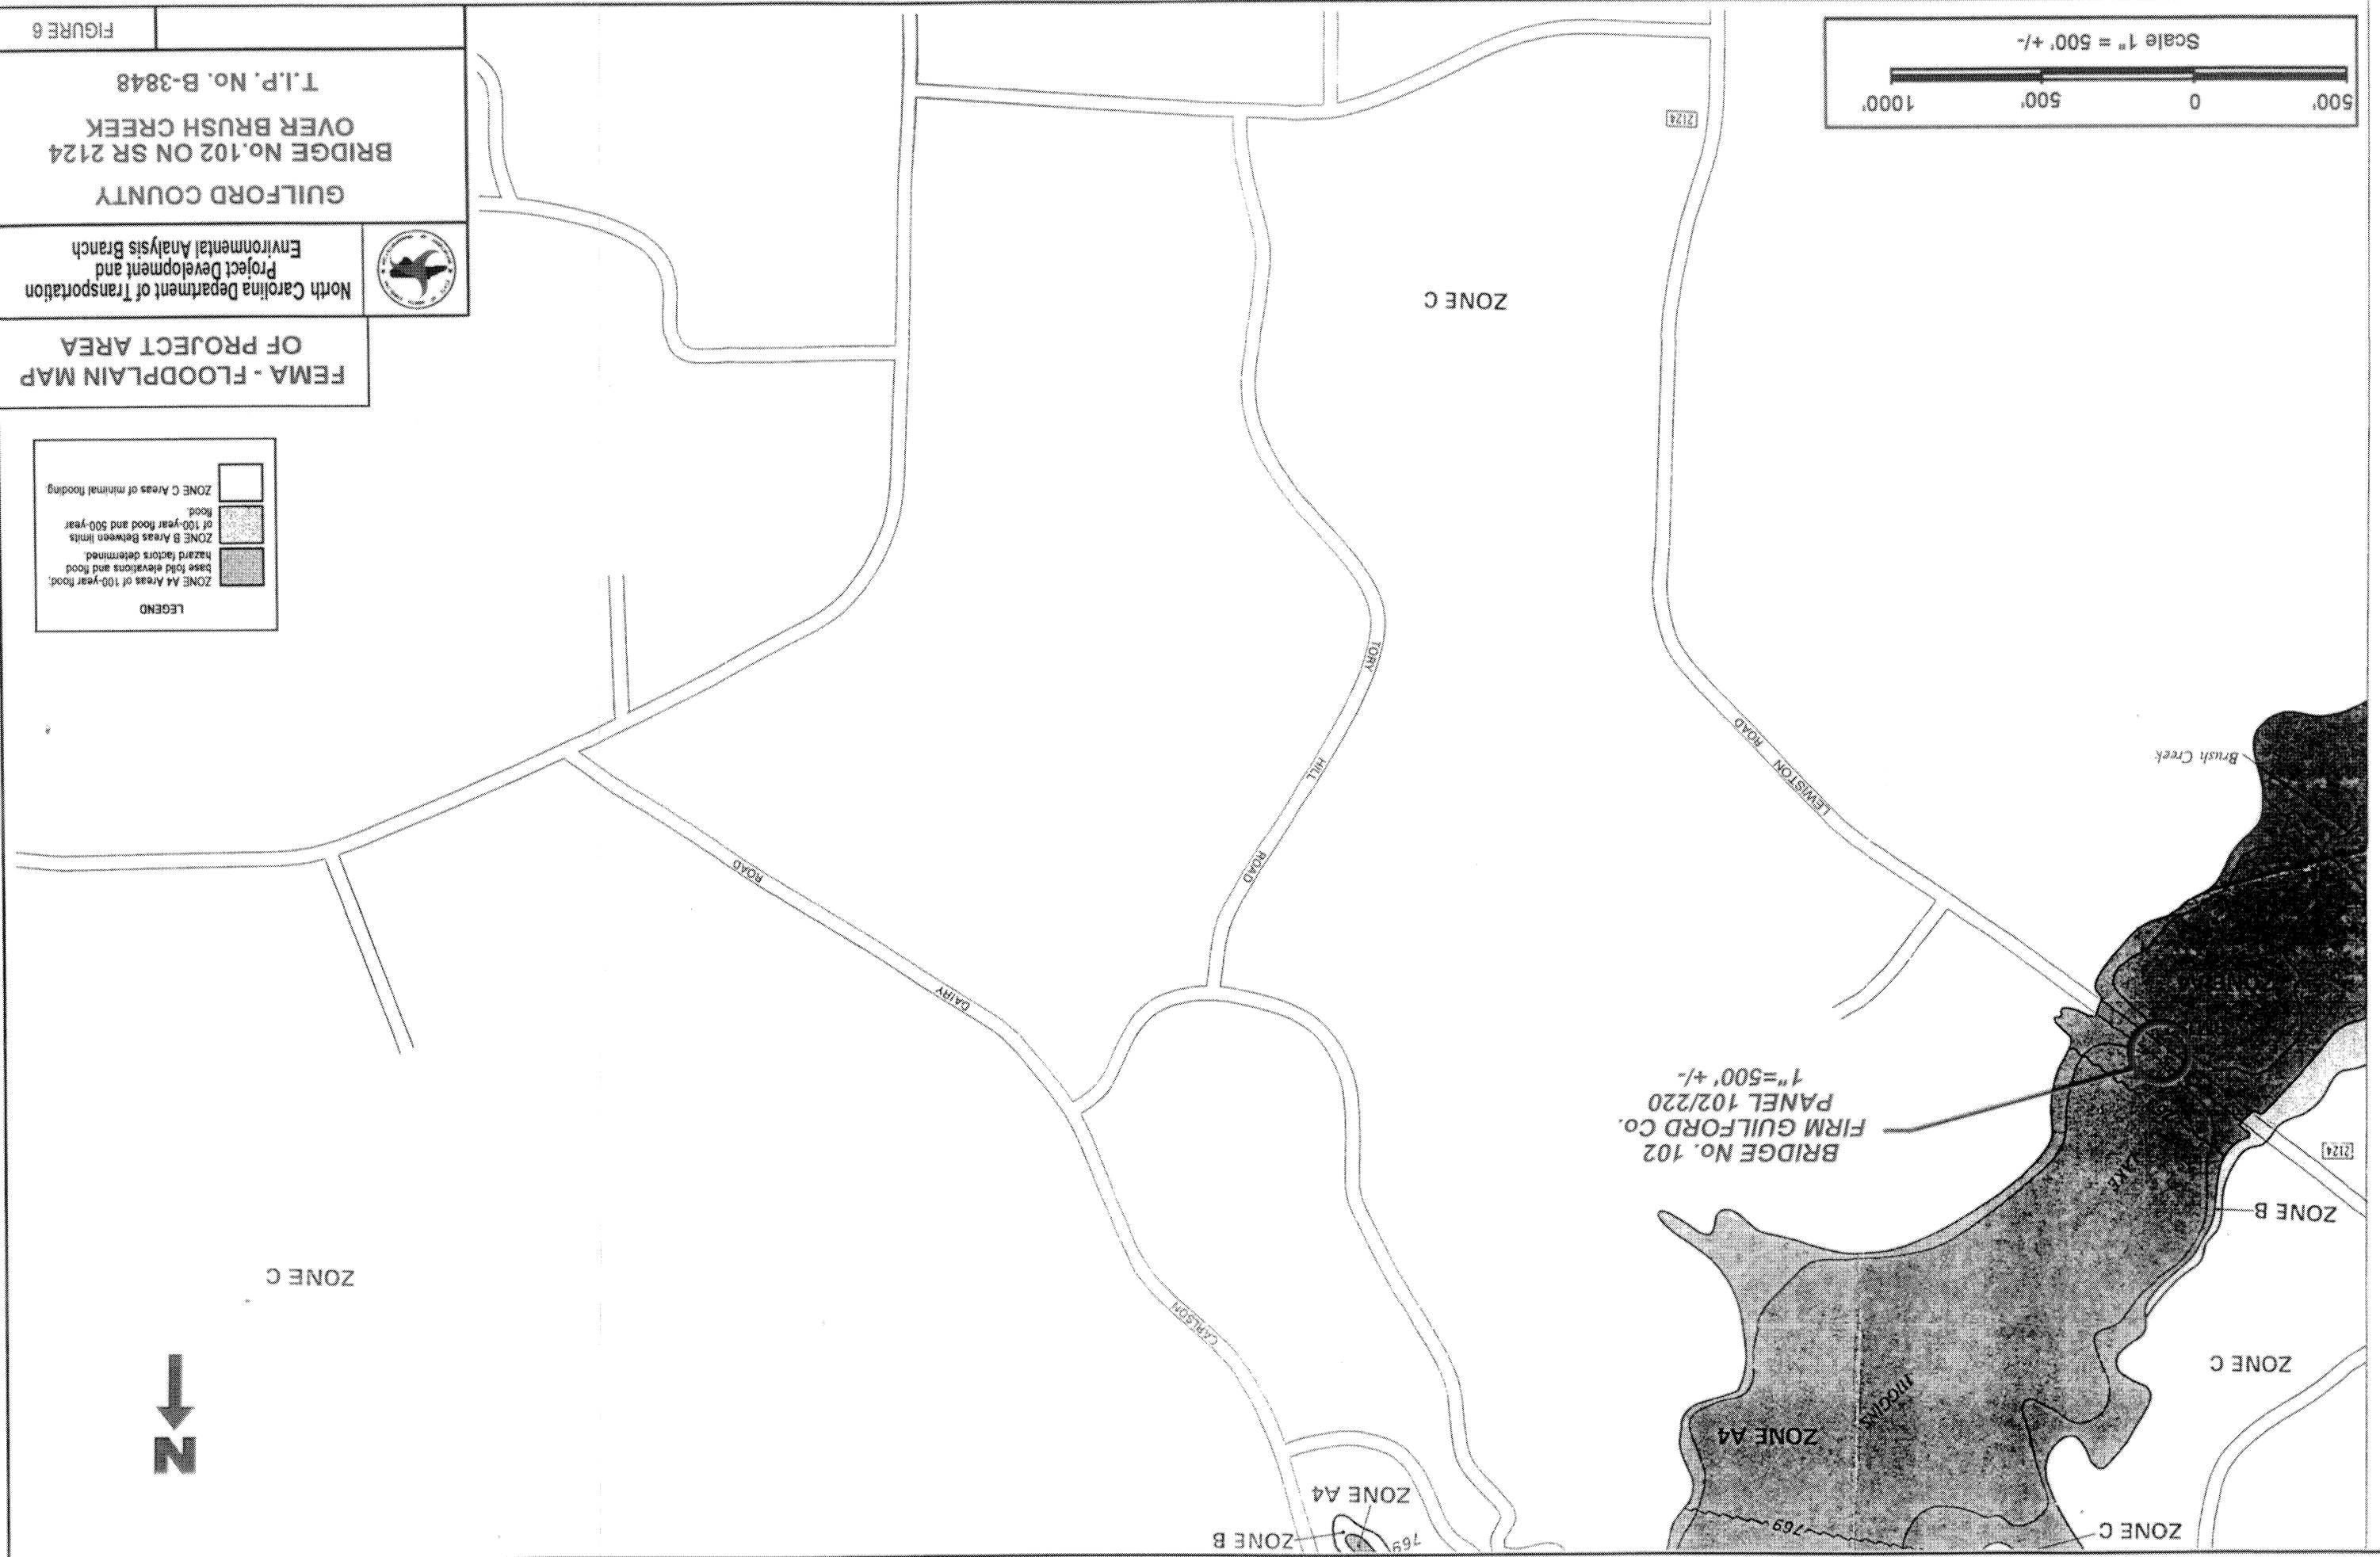 ZONE C
769
ZONE B
ZONE A4
769
ZONE A4
HIGGINS
ZONE C
ZONE B
2124
LAKE
BRIDGE No. 102
FIRM GUILFORD Co.
PANEL 102/220
1"=500' +/-
Brush Creek
LEWISTON
ROAD
2124
TORY
HILL
ROAD
CARLSON
DAIRY
ROAD
ZONE C
ZONE C
N
LEGEND
ZONE A4 Areas of 100-year flood;
base folld elevations and flood
hazard factors determined.
ZONE B Areas Between limits
of 100-year flood and 500-year
flood.
ZONE C Areas of minimal flooding.
500' 0 500' 1000'
Scale 1" = 500' +/-
FEMA - FLOODPLAIN MAP
OF PROJECT AREA
North Carolina Department of Transportation
Project Development and
Environmental Analysis Branch
GUILFORD COUNTY
BRIDGE No.102 ON SR 2124
OVER BRUSH CREEK
T.I.P. No. B-3848
FIGURE 6